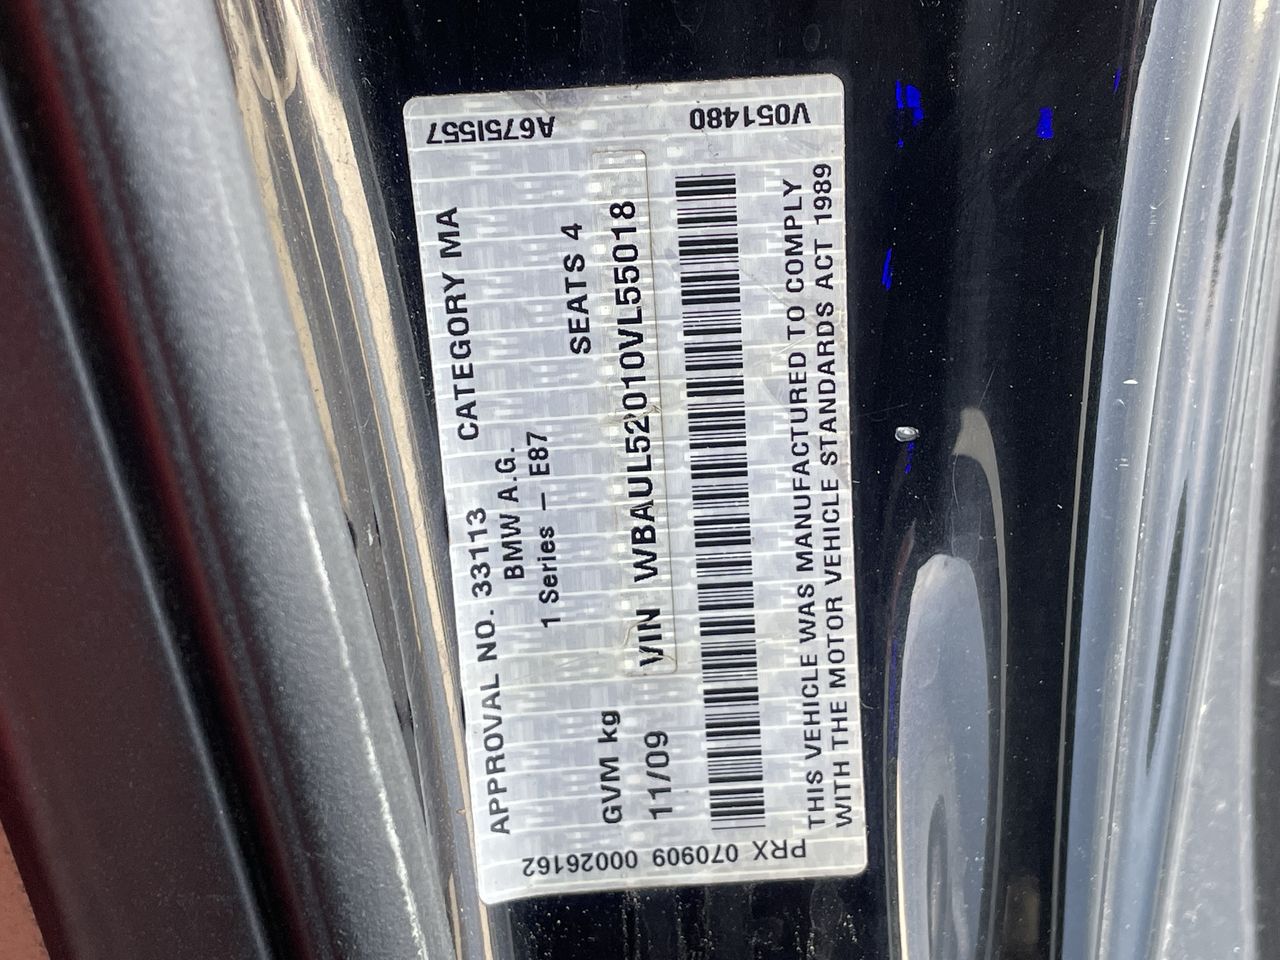 APPROVAL NO. 33113 CATEGORY MA
BMW A.G.
1 Series – E87
SEATS 4
GVM kg
11/09 VIN WBAUL52010VL55018
THIS VEHICLE WAS MANUFACTURED TO COMPLY
WITH THE MOTOR VEHICLE STANDARDS ACT 1989
PRX 070909 00026162
V051480 A675I557